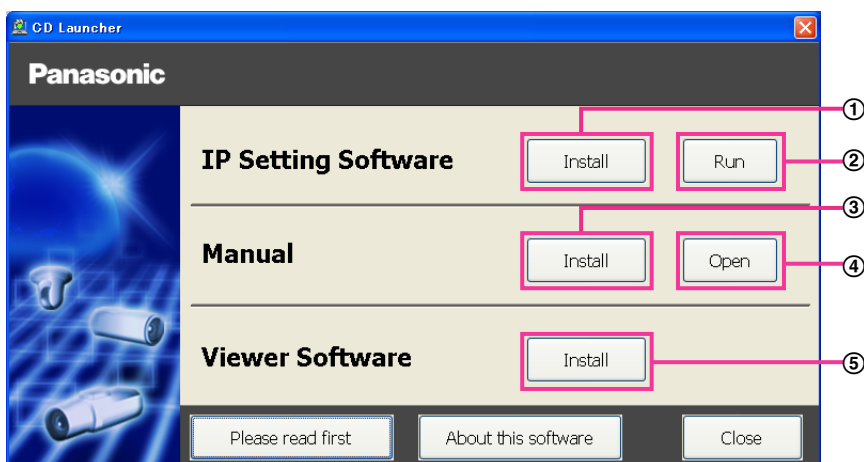 CD Launcher
Panasonic
①
IP Setting Software Install Run ②
③
Manual Install Open ④
Viewer Software Install ⑤
Please read first About this software Close